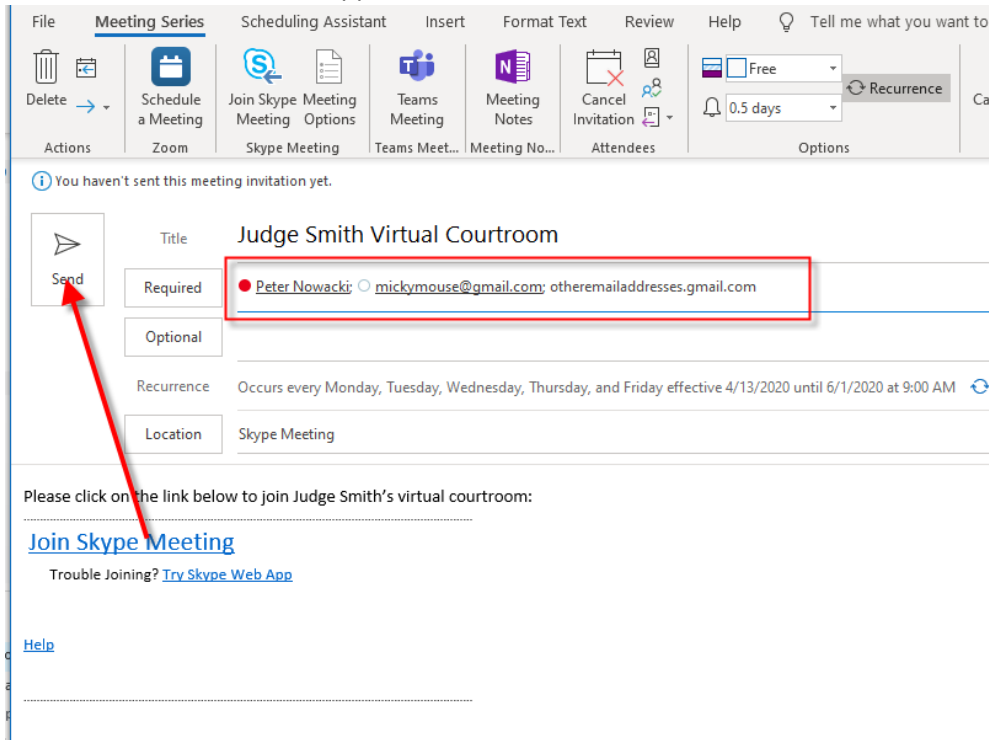 File Meeting Series Scheduling Assistant Insert Format Text Review Help Tell me what you want to
Delete
Schedule a Meeting
Join Skype Meeting
Meeting Options
Teams Meeting
Meeting Notes
Cancel Invitation
Free
0.5 days
Recurrence
Ca
Actions Zoom Skype Meeting Teams Meet... Meeting No... Attendees Options
You haven't sent this meeting invitation yet.
Send
Title Judge Smith Virtual Courtroom
Required Peter Nowacki; mickymouse@gmail.com; otheremailaddresses.gmail.com
Optional
Recurrence Occurs every Monday, Tuesday, Wednesday, Thursday, and Friday effective 4/13/2020 until 6/1/2020 at 9:00 AM
Location Skype Meeting
Please click on the link below to join Judge Smith’s virtual courtroom:
Join Skype Meeting
Trouble Joining? Try Skype Web App
Help